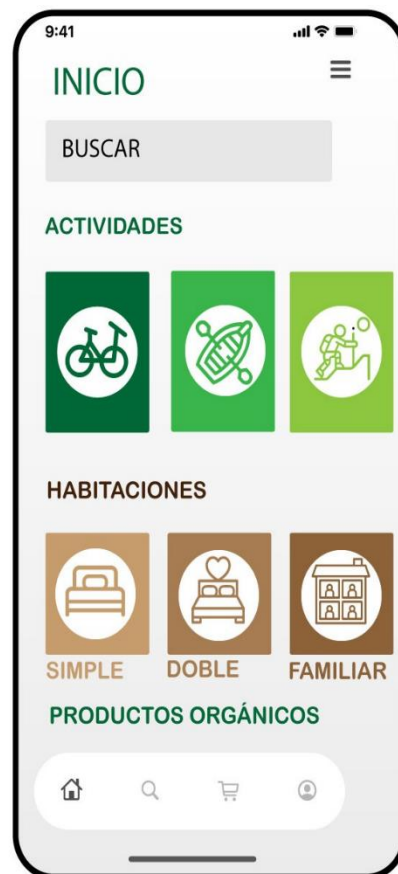 9:41
INICIO
BUSCAR
ACTIVIDADES
HABITACIONES
SIMPLE DOBLE FAMILIAR
PRODUCTOS ORGÁNICOS